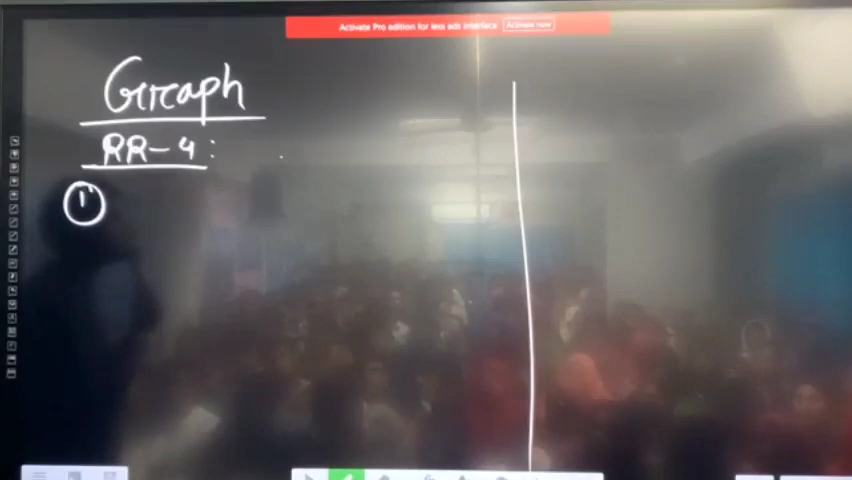 Activate Pro edition for less ads interface Activate now
Graph
RR-4:
①